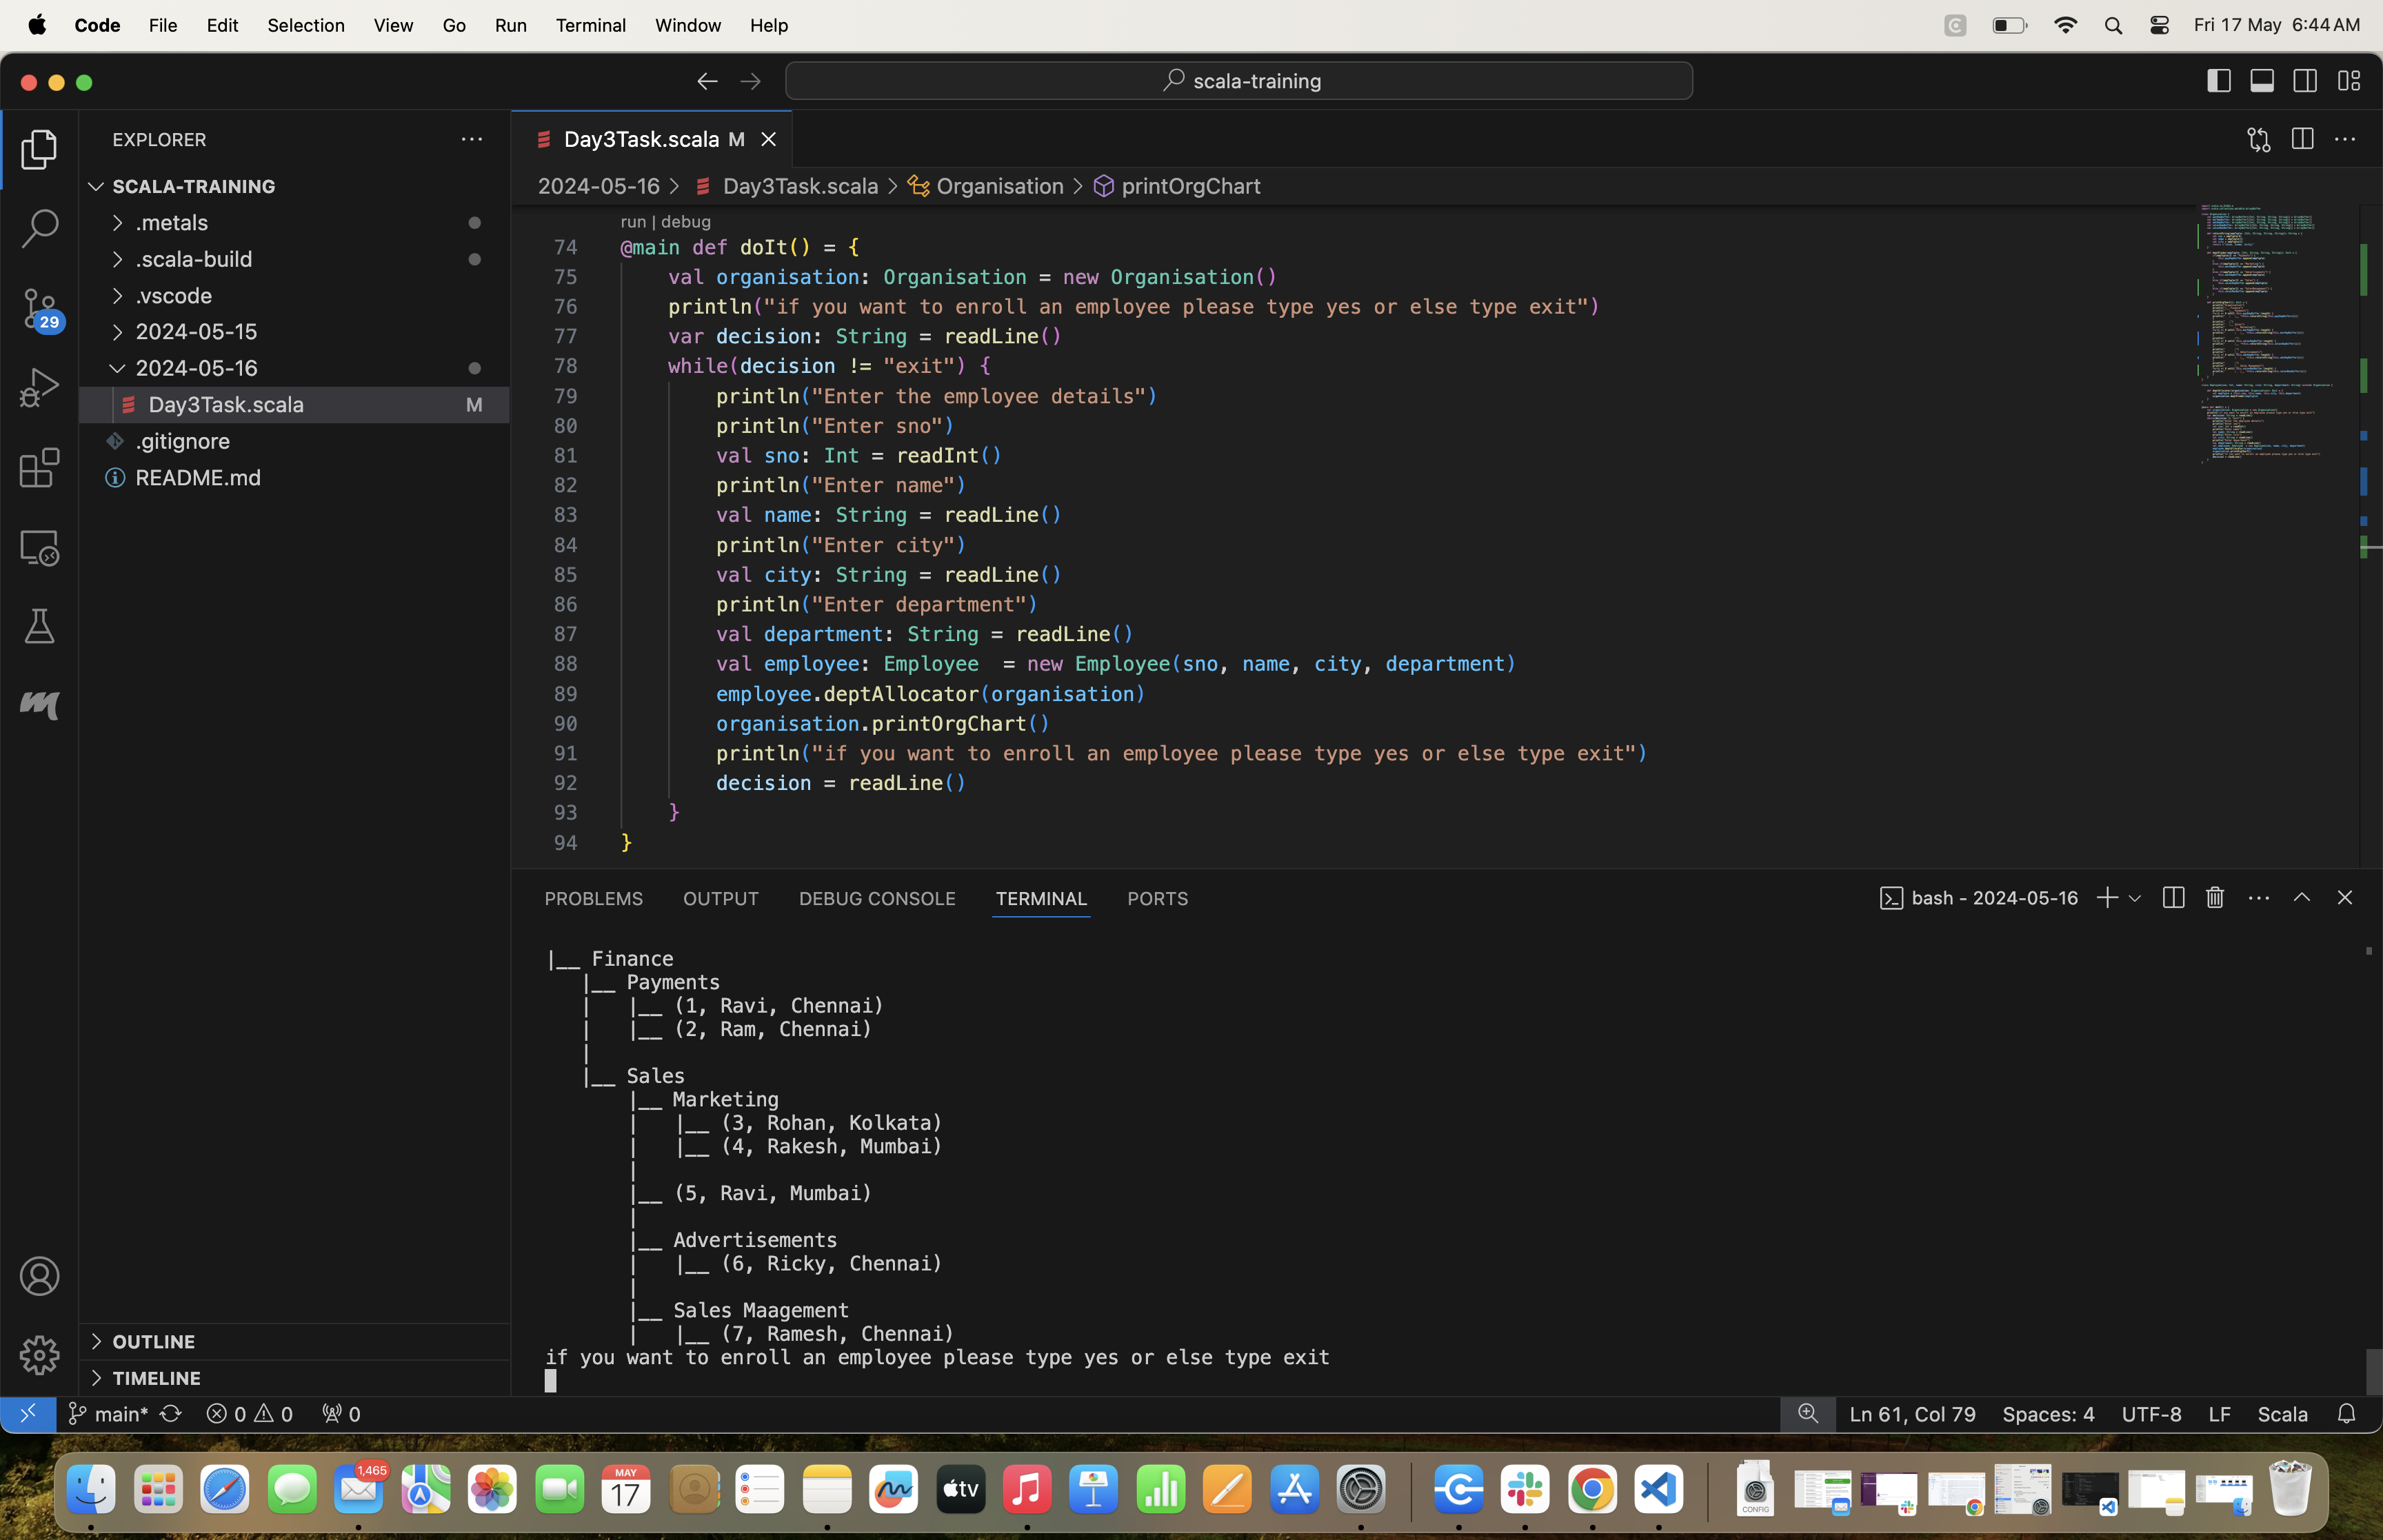 Code File Edit Selection View Go Run Terminal Window Help Fri 17 May 6:44 AM
scala-training
EXPLORER
SCALA-TRAINING
.metals
.scala-build
.vscode
2024-05-15
2024-05-16
Day3Task.scala M
.gitignore
README.md
OUTLINE
TIMELINE
29
Day3Task.scala M
2024-05-16 > Day3Task.scala > Organisation > printOrgChart
run | debug
74 @main def doIt() = {
75 val organisation: Organisation = new Organisation()
76 println("if you want to enroll an employee please type yes or else type exit")
77 var decision: String = readLine()
78 while(decision != "exit") {
79 println("Enter the employee details")
80 println("Enter sno")
81 val sno: Int = readInt()
82 println("Enter name")
83 val name: String = readLine()
84 println("Enter city")
85 val city: String = readLine()
86 println("Enter department")
87 val department: String = readLine()
88 val employee: Employee  = new Employee(sno, name, city, department)
89 employee.deptAllocator(organisation)
90 organisation.printOrgChart()
91 println("if you want to enroll an employee please type yes or else type exit")
92 decision = readLine()
93 }
94 }
PROBLEMS OUTPUT DEBUG CONSOLE TERMINAL PORTS bash - 2024-05-16
|__ Finance
   |__ Payments
   |   |__ (1, Ravi, Chennai)
   |   |__ (2, Ram, Chennai)
   |
   |__ Sales
       |__ Marketing
       |   |__ (3, Rohan, Kolkata)
       |   |__ (4, Rakesh, Mumbai)
       |
       |__ (5, Ravi, Mumbai)
       |
       |__ Advertisements
       |   |__ (6, Ricky, Chennai)
       |
       |__ Sales Maagement
       |   |__ (7, Ramesh, Chennai)
if you want to enroll an employee please type yes or else type exit
main* 0 0 0 Ln 61, Col 79 Spaces: 4 UTF-8 LF Scala
1,465
MAY
17
tv
CONFIG